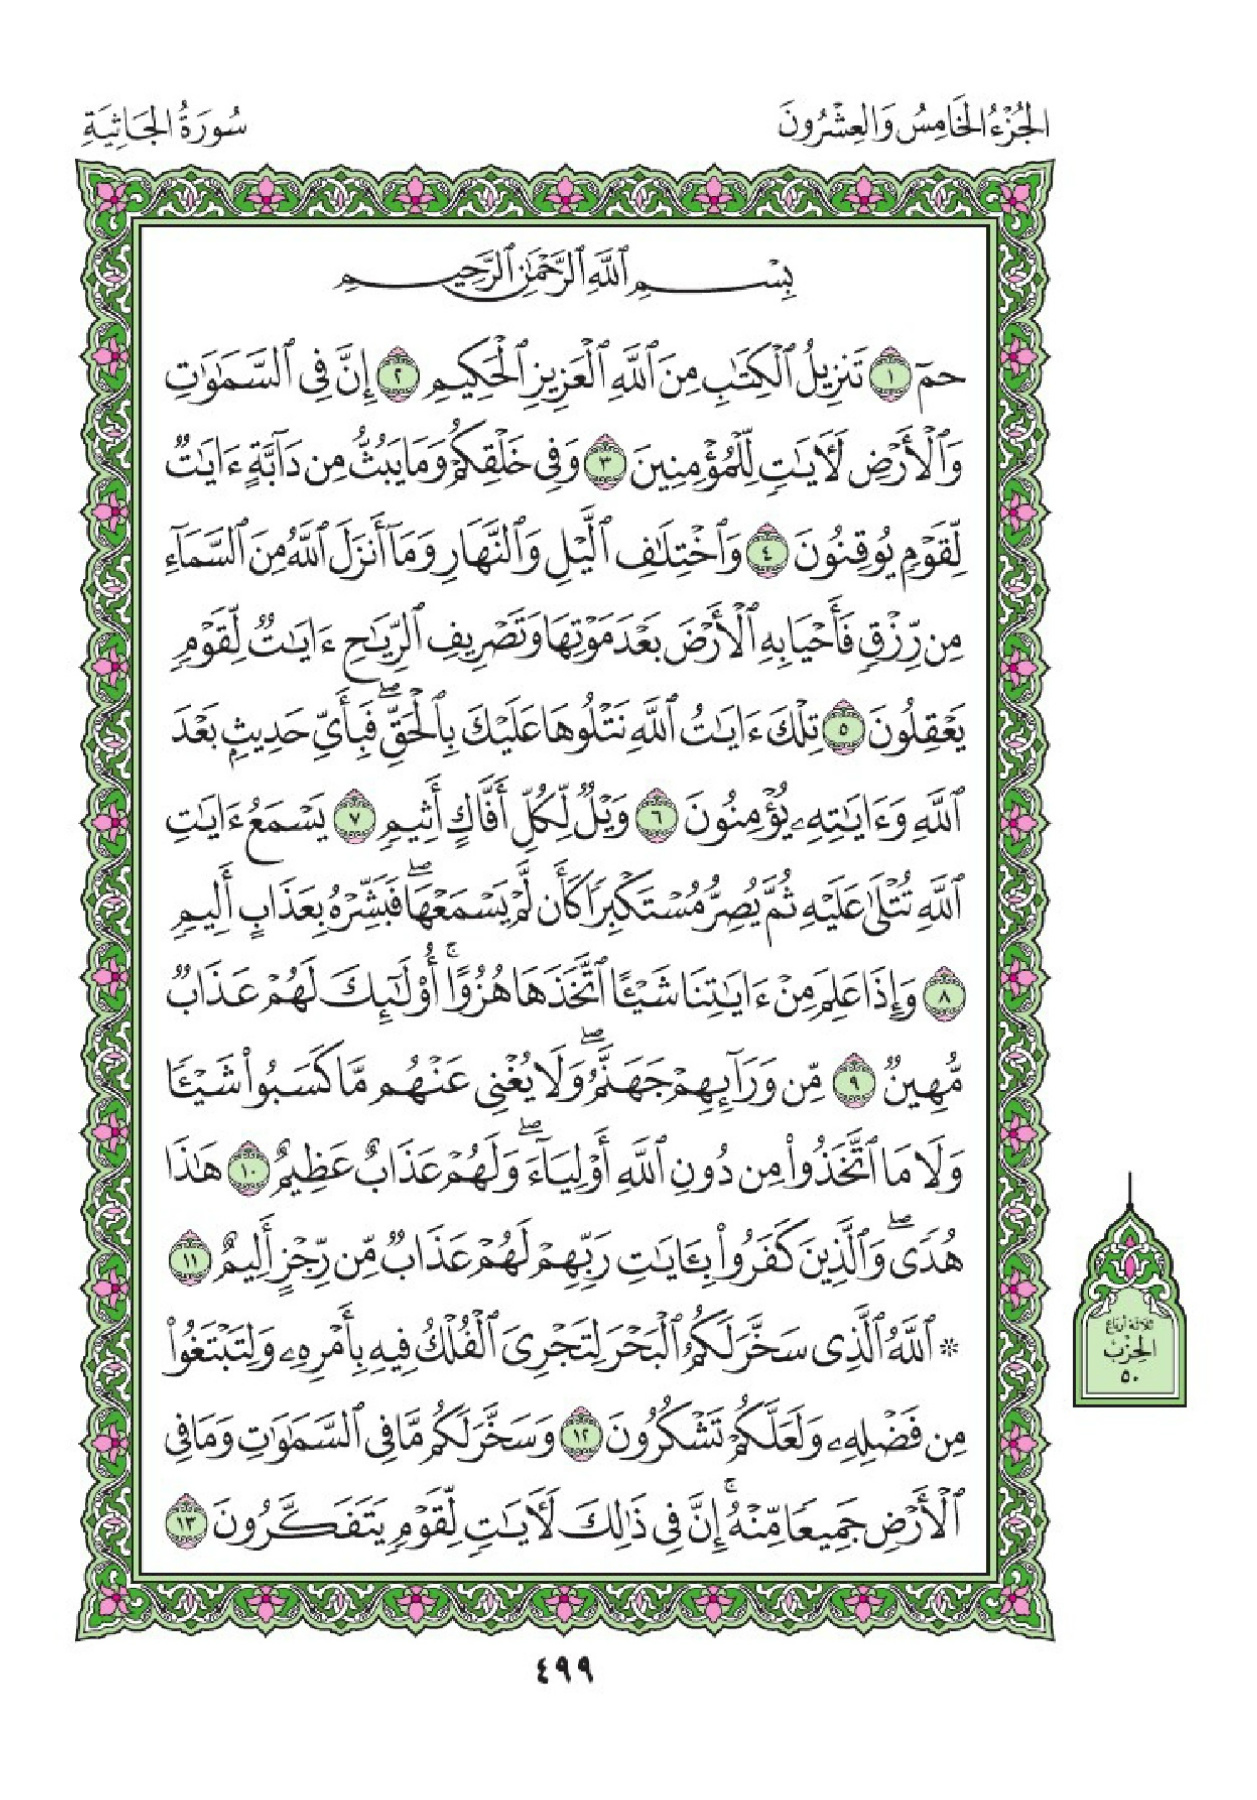 الجُزْءُ الخَامِسُ وَالعِشْرُونَ
سُورَةُ الجَاثِيَةِ
بِسْمِ ٱللَّهِ ٱلرَّحْمَٰنِ ٱلرَّحِيمِ
حمٓ ١ تَنزِيلُ ٱلْكِتَٰبِ مِنَ ٱللَّهِ ٱلْعَزِيزِ ٱلْحَكِيمِ ٢ إِنَّ فِى ٱلسَّمَٰوَٰتِ
وَٱلْأَرْضِ لَءَايَٰتٍ لِّلْمُؤْمِنِينَ ٣ وَفِى خَلْقِكُمْ وَمَا يَبُثُّ مِن دَآبَّةٍ ءَايَٰتٌ
لِّقَوْمٍ يُوقِنُونَ ٤ وَٱخْتِلَٰفِ ٱلَّيْلِ وَٱلنَّهَارِ وَمَآ أَنزَلَ ٱللَّهُ مِنَ ٱلسَّمَآءِ
مِن رِّزْقٍ فَأَحْيَا بِهِ ٱلْأَرْضَ بَعْدَ مَوْتِهَا وَتَصْرِيفِ ٱلرِّيَٰحِ ءَايَٰتٌ لِّقَوْمٍ
يَعْقِلُونَ ٥ تِلْكَ ءَايَٰتُ ٱللَّهِ نَتْلُوهَا عَلَيْكَ بِٱلْحَقِّ ۖ فَبِأَىِّ حَدِيثٍۭ بَعْدَ
ٱللَّهِ وَءَايَٰتِهِۦ يُؤْمِنُونَ ٦ وَيْلٌ لِّكُلِّ أَفَّاكٍ أَثِيمٍ ٧ يَسْمَعُ ءَايَٰتِ
ٱللَّهِ تُتْلَىٰ عَلَيْهِ ثُمَّ يُصِرُّ مُسْتَكْبِرًا كَأَن لَّمْ يَسْمَعْهَا ۖ فَبَشِّرْهُ بِعَذَابٍ أَلِيمٍ
٨ وَإِذَا عَلِمَ مِنْ ءَايَٰتِنَا شَيْـًٔا ٱتَّخَذَهَا هُزُوًا ۚ أُو۟لَٰٓئِكَ لَهُمْ عَذَابٌ
مُّهِينٌ ٩ مِّن وَرَآئِهِمْ جَهَنَّمُ ۖ وَلَا يُغْنِى عَنْهُم مَّا كَسَبُوا۟ شَيْـًٔا
وَلَا مَا ٱتَّخَذُوا۟ مِن دُونِ ٱللَّهِ أَوْلِيَآءَ ۖ وَلَهُمْ عَذَابٌ عَظِيمٌ ١٠ هَٰذَا
هُدًى ۖ وَٱلَّذِينَ كَفَرُوا۟ بِـَٔايَٰتِ رَبِّهِمْ لَهُمْ عَذَابٌ مِّن رِّجْزٍ أَلِيمٌ ١١
۞ ٱللَّهُ ٱلَّذِى سَخَّرَ لَكُمُ ٱلْبَحْرَ لِتَجْرِىَ ٱلْفُلْكُ فِيهِ بِأَمْرِهِۦ وَلِتَبْتَغُوا۟
مِن فَضْلِهِۦ وَلَعَلَّكُمْ تَشْكُرُونَ ١٢ وَسَخَّرَ لَكُم مَّا فِى ٱلسَّمَٰوَٰتِ وَمَا فِى
ٱلْأَرْضِ جَمِيعًا مِّنْهُ ۚ إِنَّ فِى ذَٰلِكَ لَءَايَٰتٍ لِّقَوْمٍ يَتَفَكَّرُونَ ١٣
ثلاثة أرباع
الحزب
٥٠
٤٩٩